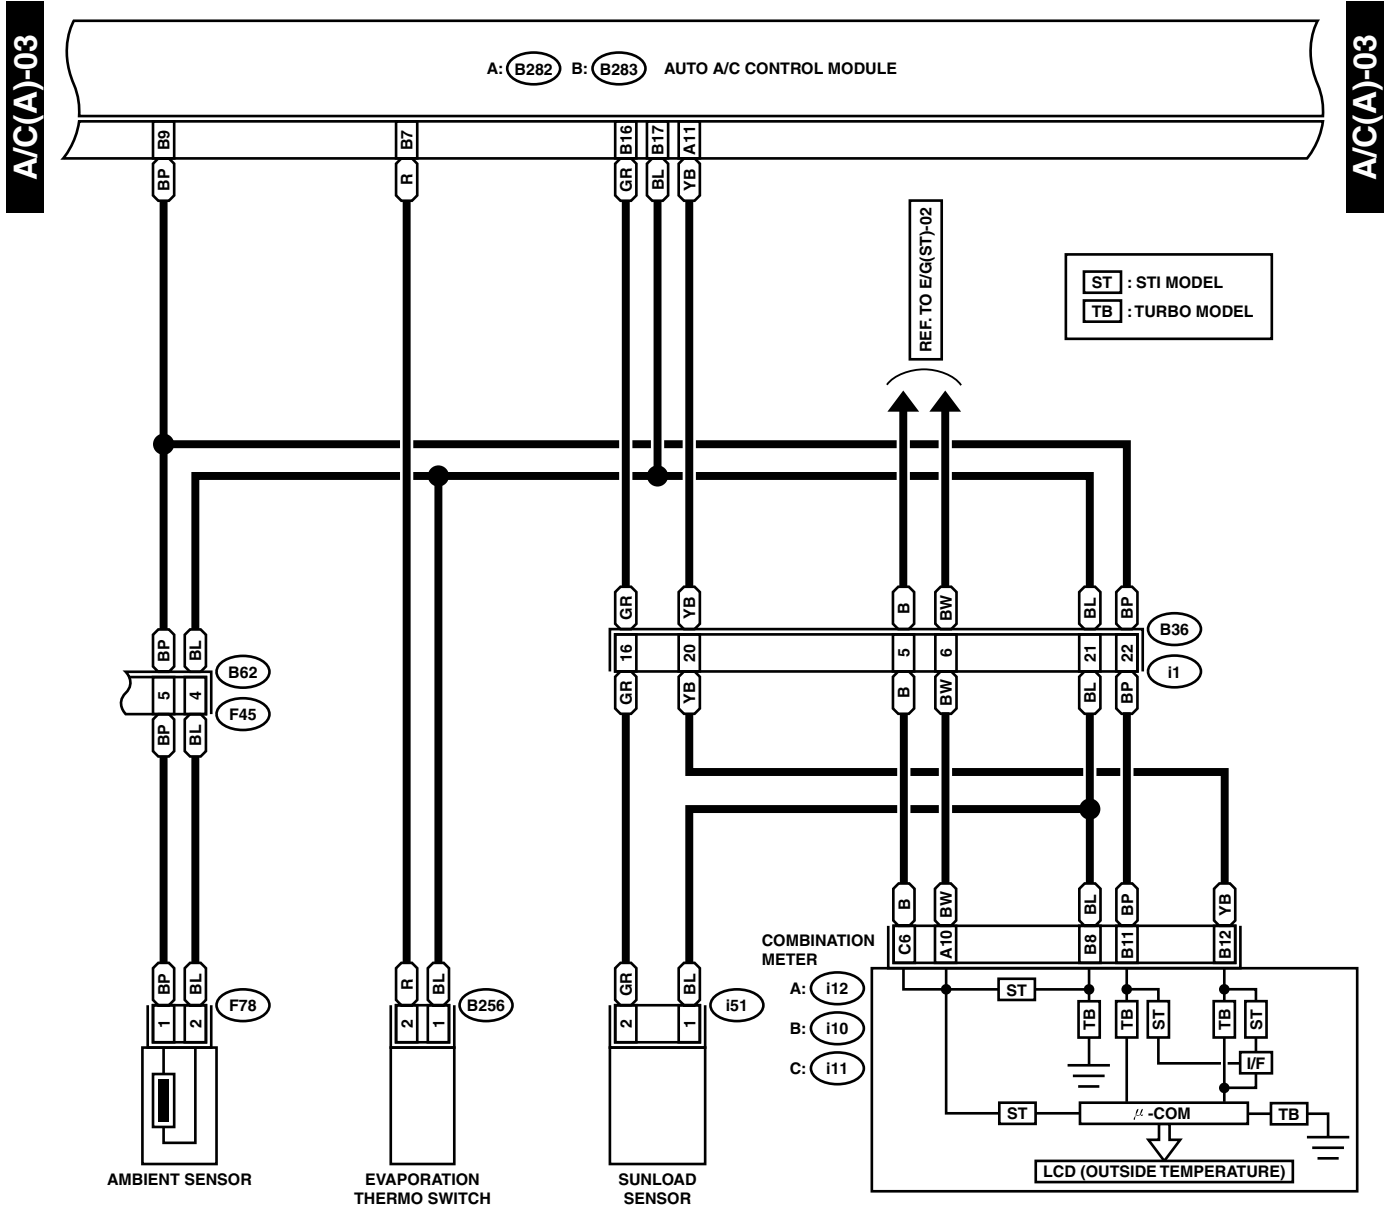 A/C(A)-03
A/C(A)-03
A: B282 B: B283 AUTO A/C CONTROL MODULE
B9 B7 B16 B17 A11
BP R GR BL YB
REF. TO E/G(ST)-02
ST : STI MODEL
TB : TURBO MODEL
GR YB B BW BL BP
B36
16 20 5 6 21 22
i1
GR YB B BW BL BP
BP BL
B62
5 4
F45
BP BL
B BW BL BP YB
C6 A10 B8 B11 B12
COMBINATION
METER
A: i12
B: i10
C: i11
BP BL R BL GR BL
1 2 F78
2 1 B256
2 1 i51
ST
TB TB ST TB ST
I/F
ST μ-COM TB
LCD (OUTSIDE TEMPERATURE)
AMBIENT SENSOR
EVAPORATION
THERMO SWITCH
SUNLOAD
SENSOR